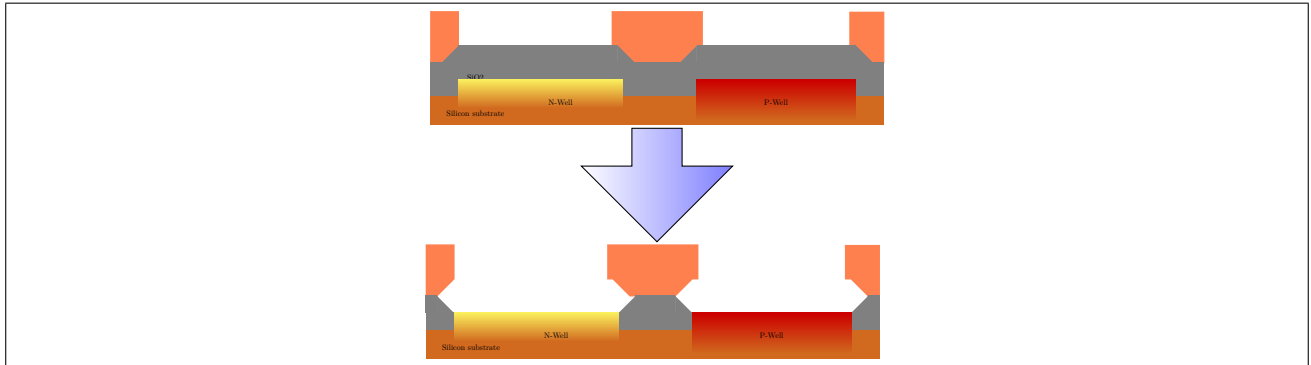 SiO2
N-Well
P-Well
Silicon substrate
N-Well
P-Well
Silicon substrate